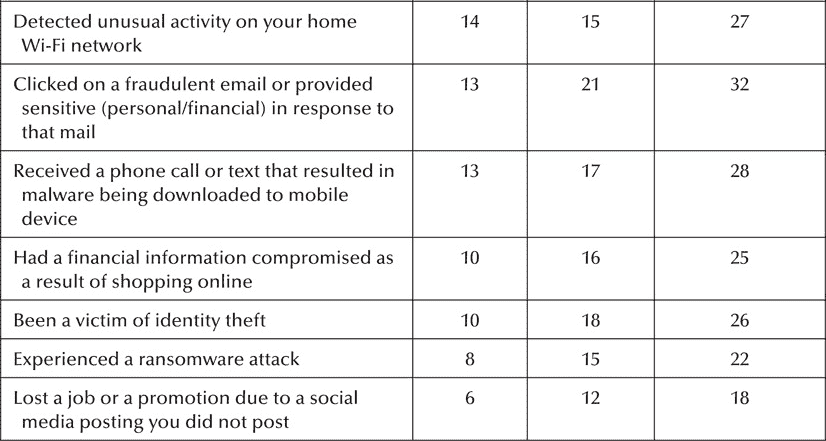 Detected unusual activity on your home 14 15 27
Wi-Fi network
Clicked on a fraudulent email or provided 13 21 32
sensitive (personal/financial) in response to
that mail
Received a phone call or text that resulted in 13 17 28
malware being downloaded to mobile
device
Had a financial information compromised as 10 16 25
a result of shopping online
Been a victim of identity theft 10 18 26
Experienced a ransomware attack 8 15 22
Lost a job or a promotion due to a social 6 12 18
media posting you did not post